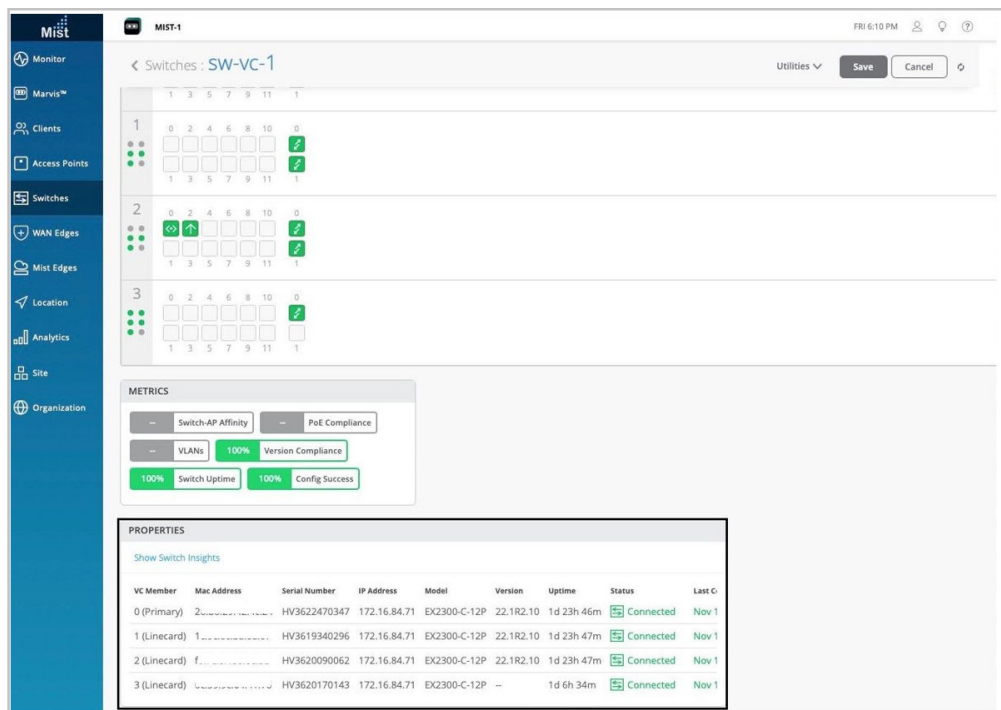 Mist
MIST-1
FRI 6:10 PM
Monitor
Marvis™
Clients
Access Points
Switches
WAN Edges
Mist Edges
Location
Analytics
Site
Organization
< Switches : SW-VC-1
Utilities
Save
Cancel
1 3 5 7 9 11 1
1
0 2 4 6 8 10 0
1 3 5 7 9 11 1
2
0 2 4 6 8 10 0
1 3 5 7 9 11 1
3
0 2 4 6 8 10 0
1 3 5 7 9 11 1
METRICS
-- Switch-AP Affinity -- PoE Compliance
-- VLANs 100% Version Compliance
100% Switch Uptime 100% Config Success
PROPERTIES
Show Switch Insights
VC Member Mac Address Serial Number IP Address Model Version Uptime Status Last C
0 (Primary) HV3622470347 172.16.84.71 EX2300-C-12P 22.1R2.10 1d 23h 46m Connected Nov 1
1 (Linecard) HV3619340296 172.16.84.71 EX2300-C-12P 22.1R2.10 1d 23h 47m Connected Nov 1
2 (Linecard) HV3620090062 172.16.84.71 EX2300-C-12P 22.1R2.10 1d 23h 47m Connected Nov 1
3 (Linecard) HV3620170143 172.16.84.71 EX2300-C-12P -- 1d 6h 34m Connected Nov 1